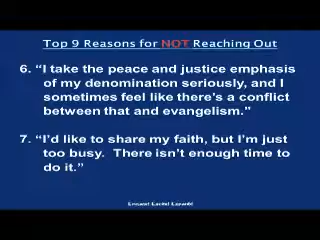 Top 9 Reasons for NOT Reaching Out
6. “I take the peace and justice emphasis
of my denomination seriously, and I
sometimes feel like there's a conflict
between that and evangelism."
7. “I'd like to share my faith, but I'm just
too busy.  There isn't enough time to
do it.”